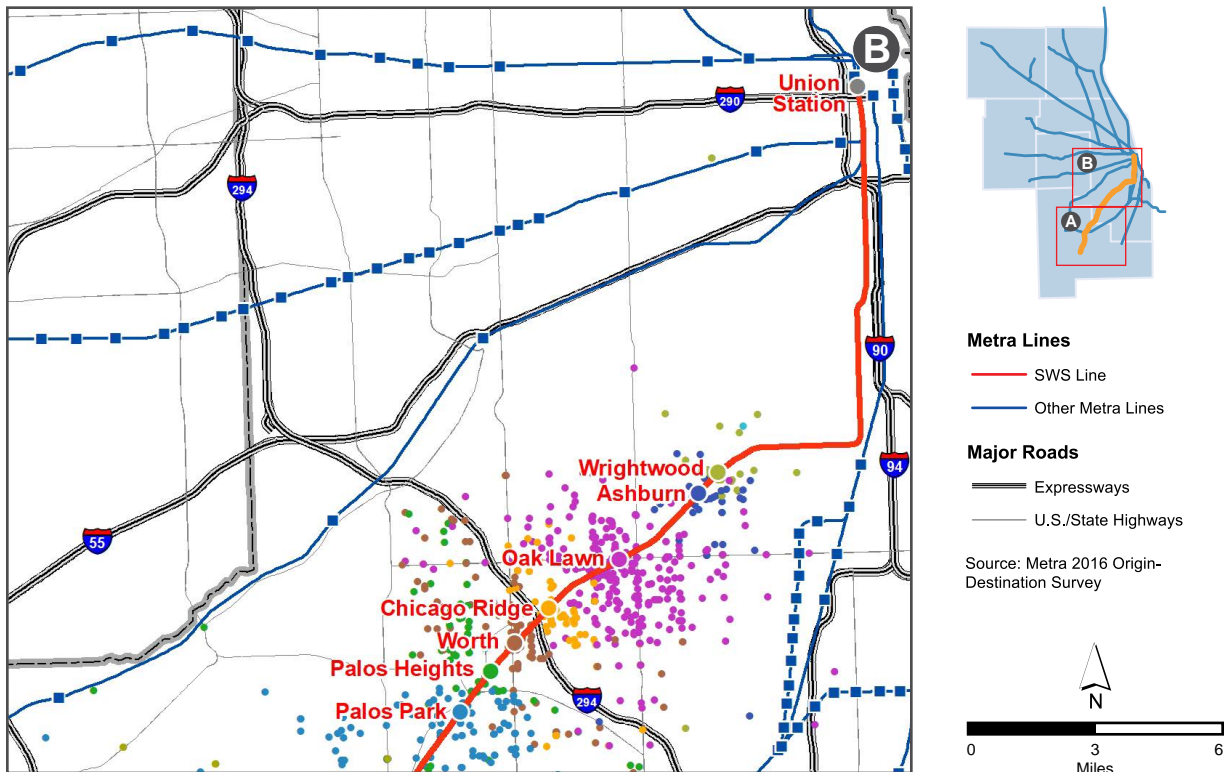 B
Union
Station
290
294
90
Wrightwood
Ashburn
94
55
Oak Lawn
Chicago Ridge
Worth
Palos Heights
294
Palos Park
B
A
Metra Lines
SWS Line
Other Metra Lines
Major Roads
Expressways
U.S./State Highways
Source: Metra 2016 Origin-
Destination Survey
N
0 3 6
Miles